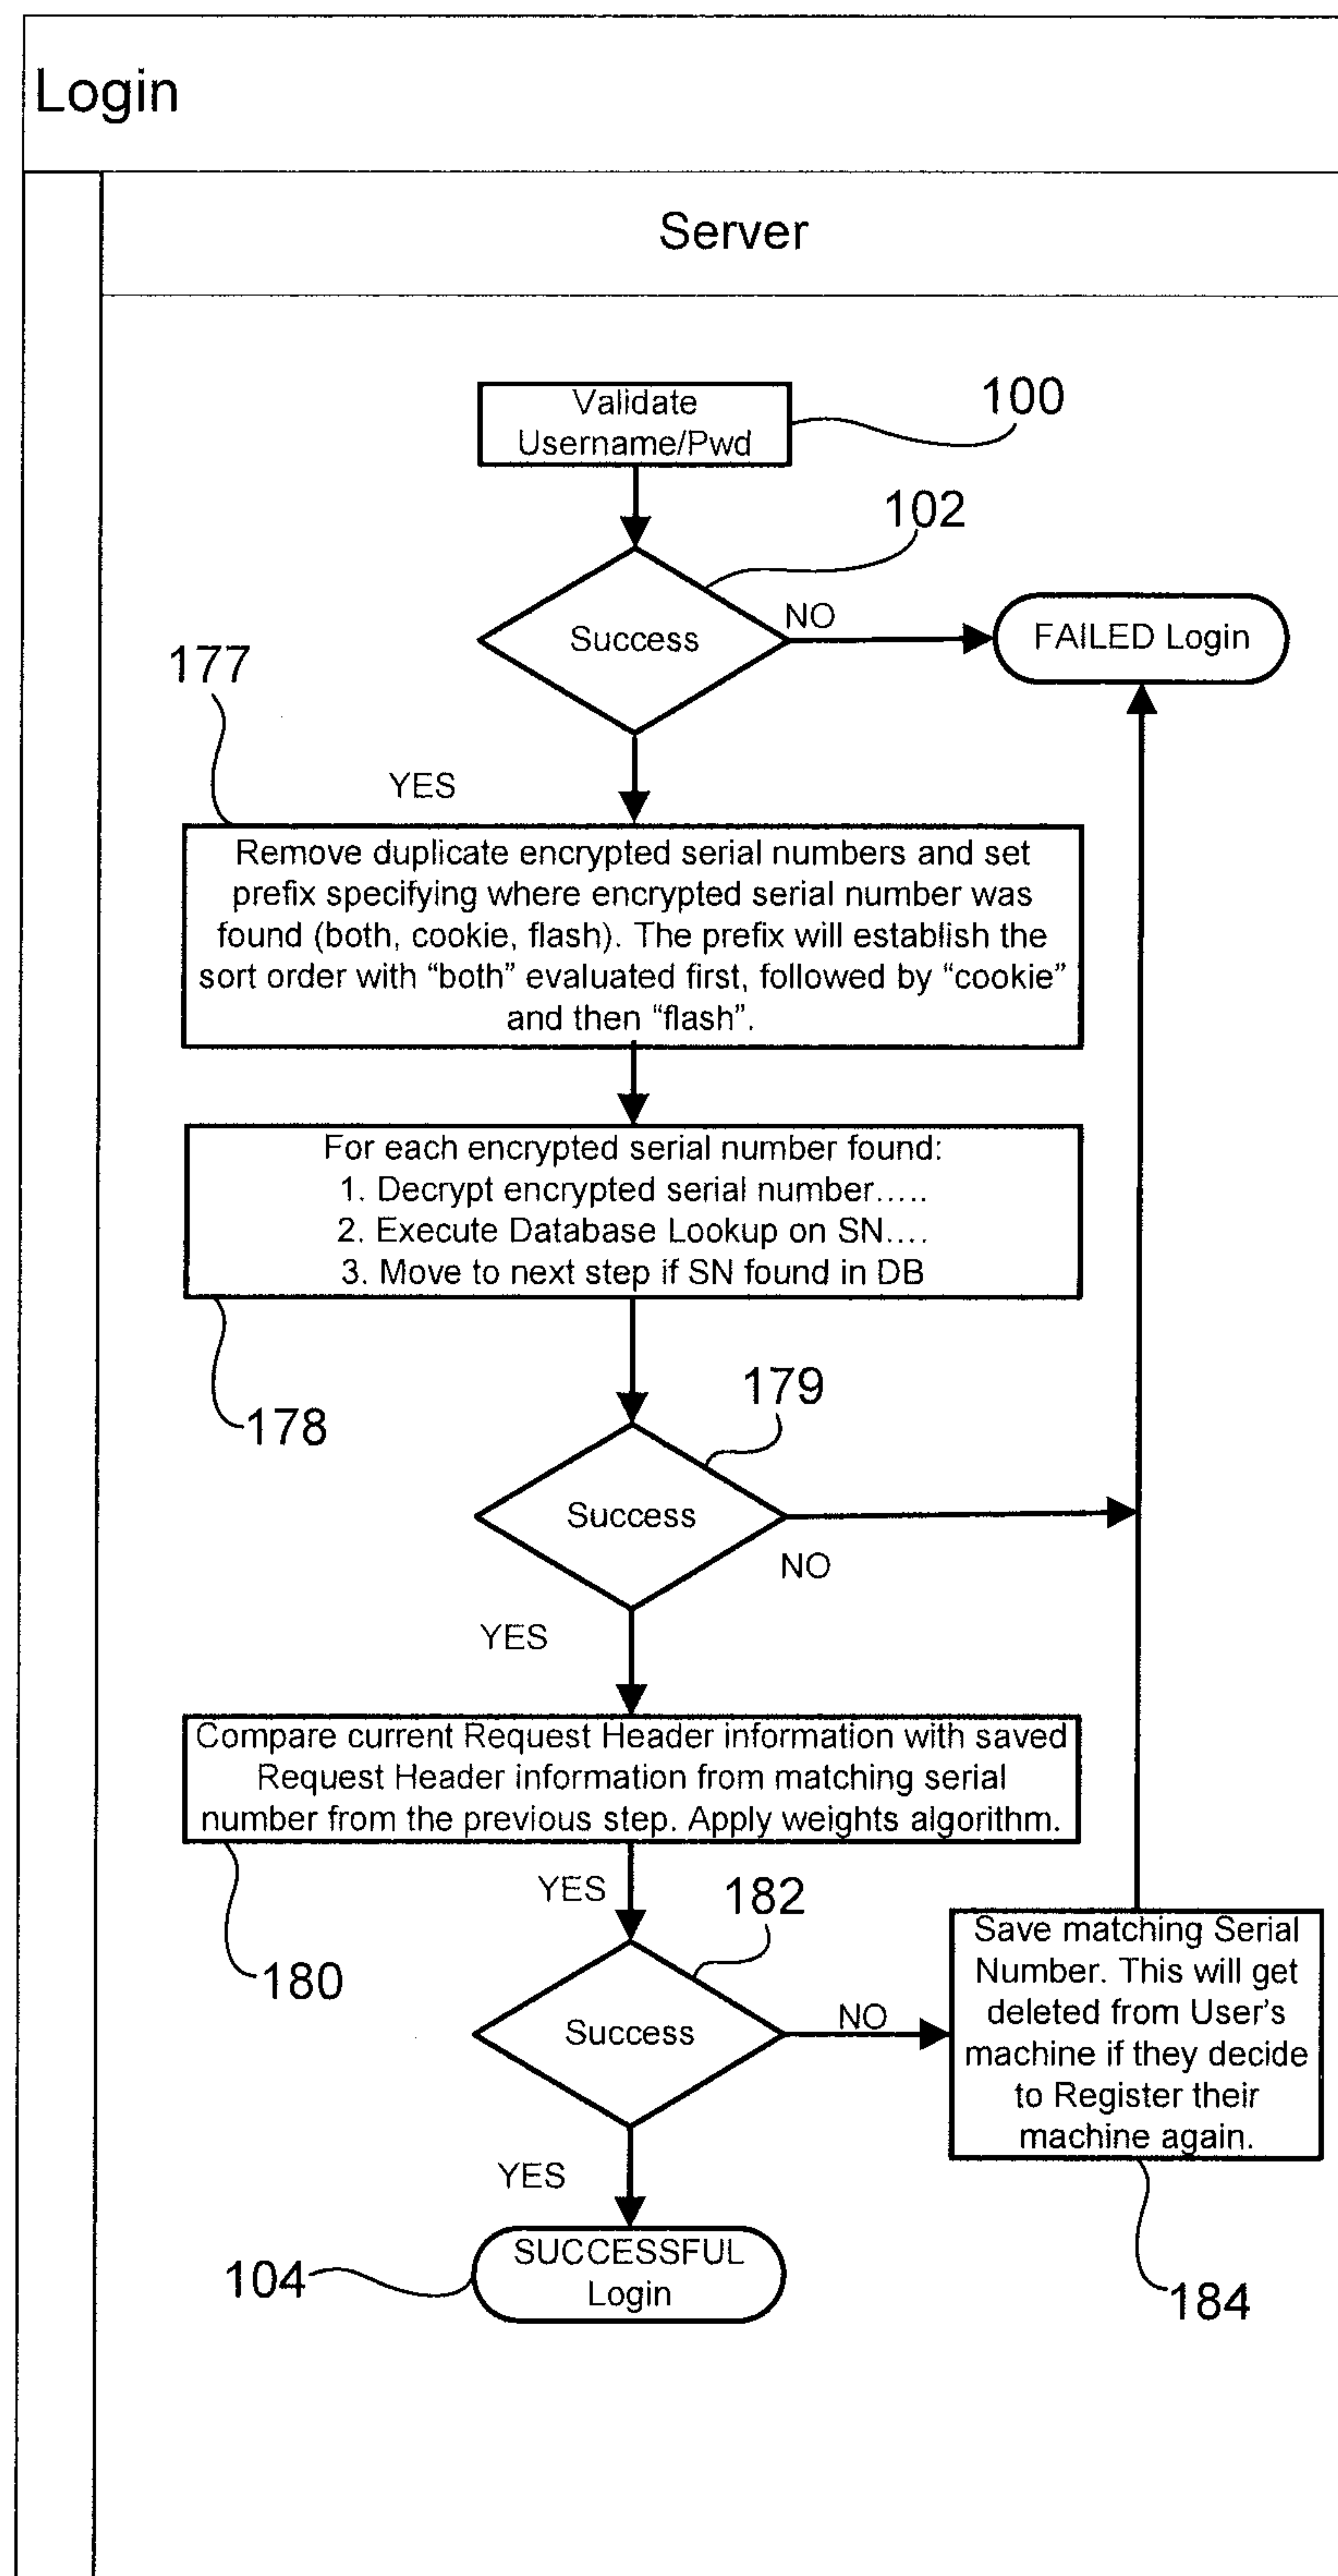 Login
Server
Validate
Username/Pwd
100
102
Success
NO
FAILED Login
177
YES
Remove duplicate encrypted serial numbers and set
prefix specifying where encrypted serial number was
found (both, cookie, flash). The prefix will establish the
sort order with “both” evaluated first, followed by “cookie”
and then “flash”.
For each encrypted serial number found:
1. Decrypt encrypted serial number.....
2. Execute Database Lookup on SN....
3. Move to next step if SN found in DB
178
179
Success
NO
YES
Compare current Request Header information with saved
Request Header information from matching serial
number from the previous step. Apply weights algorithm.
180
YES
182
Success
NO
Save matching Serial
Number. This will get
deleted from User’s
machine if they decide
to Register their
machine again.
184
YES
SUCCESSFUL
Login
104